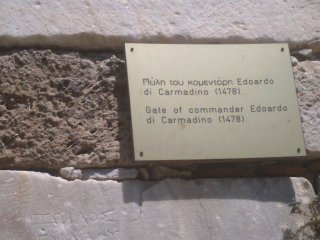 Πύλη του κομεντόρη Edoardo
di Carmadino (1478).
Gate of commander Edoardo
di Carmadino (1478).